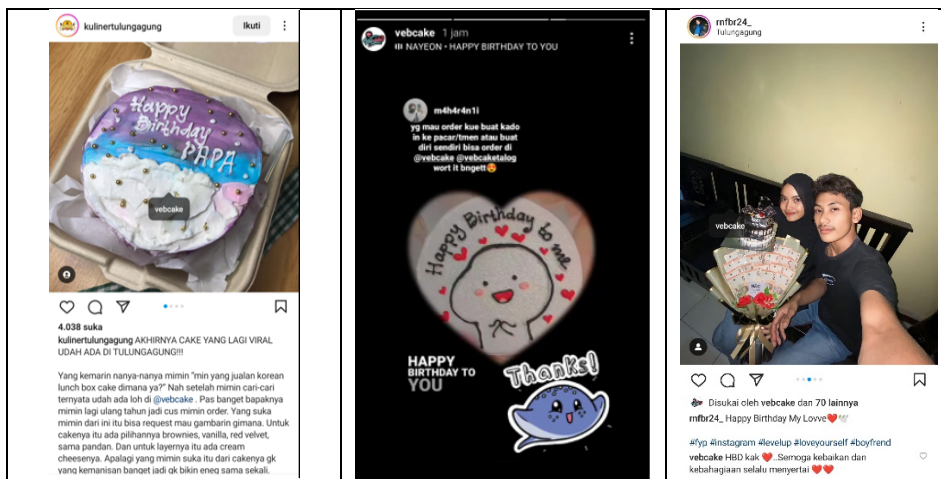 kulinertulungagung
Ikuti
Happy
Birthday
PAPA
vebcake
4.038 suka
kulinertulungagung AKHIRNYA CAKE YANG LAGI VIRAL
UDAH ADA DI TULUNGAGUNG!!!
Yang kemarin nanya-nanya mimin "min yang jualan korean
lunch box cake dimana ya?" Nah setelah mimin cari-cari
ternyata udah ada loh di @vebcake . Pas banget bapaknya
mimin lagi ulang tahun jadi cus mimin order. Yang suka
mimin dari ini itu bisa request mau gambarin gimana. Untuk
cakenya itu ada pilihannya brownies, vanilla, red velvet,
sama pandan. Dan untuk layernya itu ada cream
cheesenya. Apalagi yang mimin suka itu dari cakenya gk
yang kemanisan banget jadi gk bikin eneg sama sekali.
vebcake 1 jam
NAYEON • HAPPY BIRTHDAY TO YOU
m4h4r4n1i
yg mau order kue buat kado
in ke pacar/tmen atau buat
diri sendiri bisa order di
@vebcake @vebcaketalog
wort it bngett😍
Happy Birthday to me
HAPPY
BIRTHDAY TO
YOU
Thanks!
rnfbr24_
Tulungagung
vebcake
Disukai oleh vebcake dan 70 lainnya
rnfbr24_ Happy Birthday My Lovve❤️🕊️
#fyp #instagram #levelup #loveyourself #boyfrend
vebcake HBD kak ❤️..Semoga kebaikan dan
kebahagiaan selalu menyertai ❤️❤️